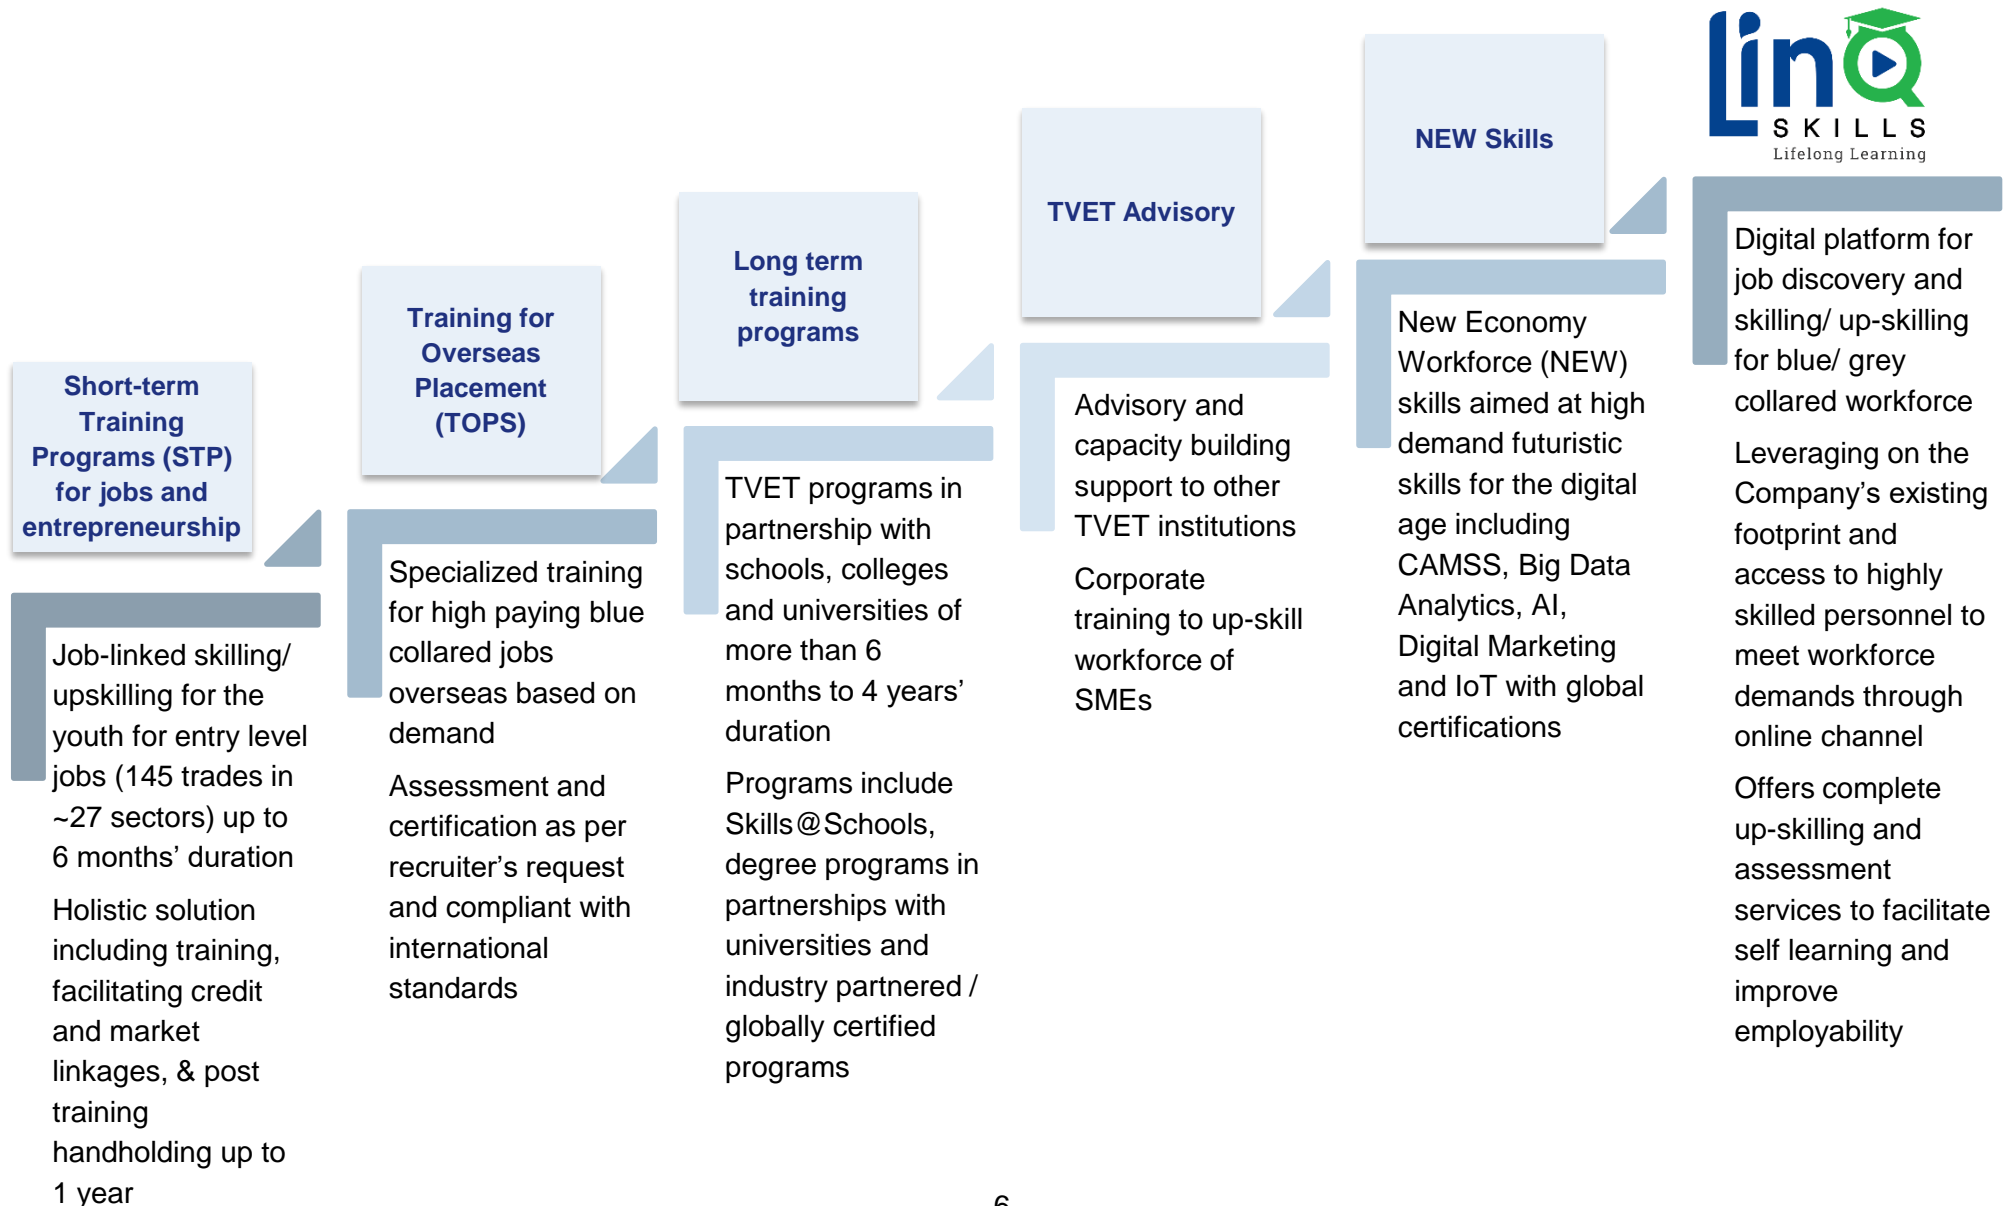 Short-term
Training
Programs (STP)
for jobs and
entrepreneurship
Job-linked skilling/
upskilling for the
youth for entry level
jobs (145 trades in
~27 sectors) up to
6 months’ duration
Holistic solution
including training,
facilitating credit
and market
linkages, & post
training
handholding up to
1 year
Training for
Overseas
Placement
(TOPS)
Specialized training
for high paying blue
collared jobs
overseas based on
demand
Assessment and
certification as per
recruiter’s request
and compliant with
international
standards
Long term
training
programs
TVET programs in
partnership with
schools, colleges
and universities of
more than 6
months to 4 years’
duration
Programs include
Skills@Schools,
degree programs in
partnerships with
universities and
industry partnered /
globally certified
programs
TVET Advisory
Advisory and
capacity building
support to other
TVET institutions
Corporate
training to up-skill
workforce of
SMEs
NEW Skills
New Economy
Workforce (NEW)
skills aimed at high
demand futuristic
skills for the digital
age including
CAMSS, Big Data
Analytics, AI,
Digital Marketing
and IoT with global
certifications
LinQ
SKILLS
Lifelong Learning
Digital platform for
job discovery and
skilling/ up-skilling
for blue/ grey
collared workforce
Leveraging on the
Company’s existing
footprint and
access to highly
skilled personnel to
meet workforce
demands through
online channel
Offers complete
up-skilling and
assessment
services to facilitate
self learning and
improve
employability
6